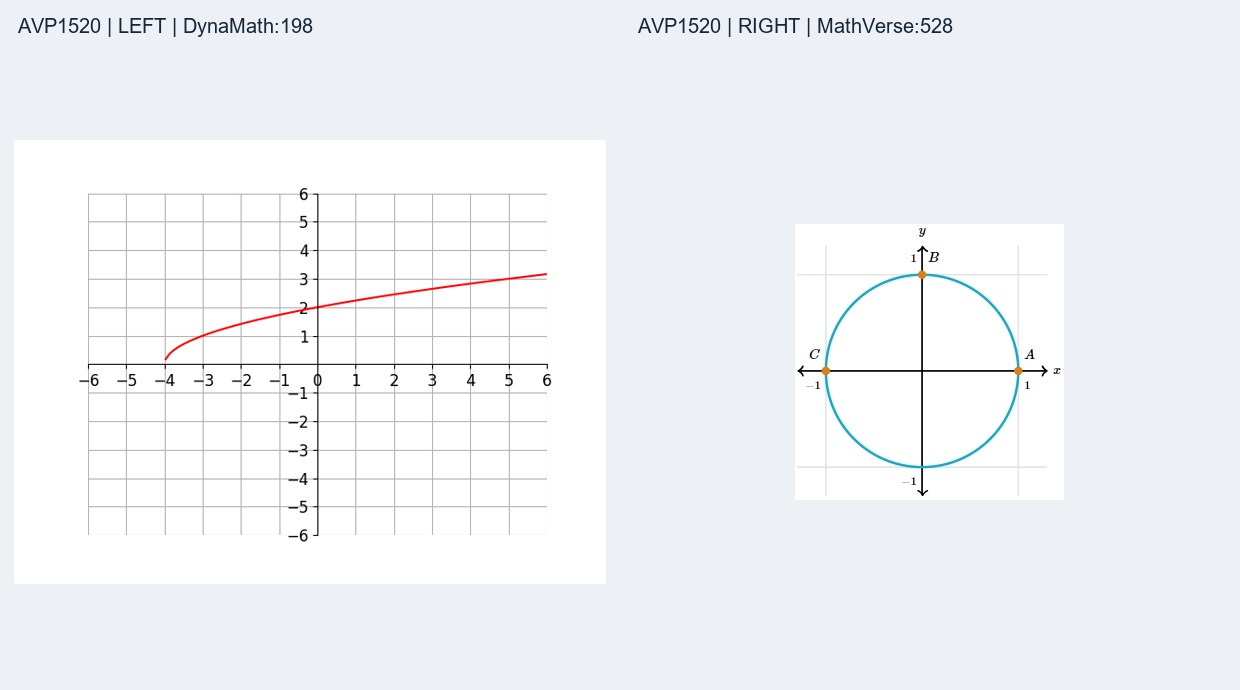 AVP1520 | LEFT | DynaMath:198
AVP1520 | RIGHT | MathVerse:528
6
5
4
3
2
1
−6 −5 −4 −3 −2 −1 0 1 2 3 4 5 6
−1
−2
−3
−4
−5
−6
y
1 B
C A
x
−1 1
−1